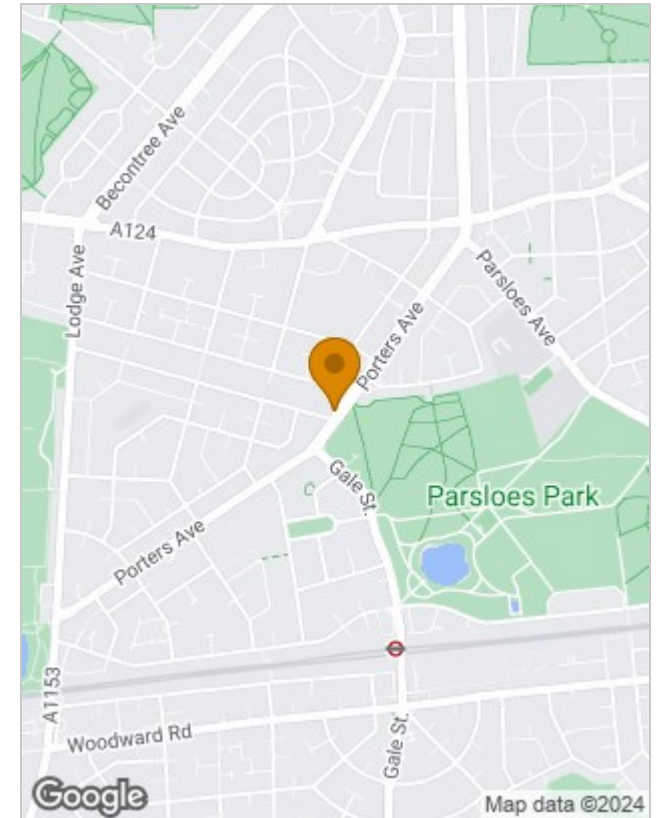 Becontree Ave
A124
Lodge Ave
Parsloes Ave
Porters Ave
Gale St.
Parsloes Park
Porters Ave
A1153
Woodward Rd
Gale St.
Google
Map data ©2024